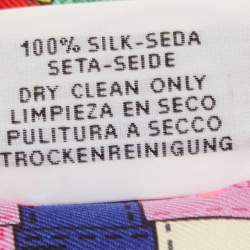 100% SILK-SEDA
SETA-SEIDE
DRY CLEAN ONLY
LIMPIEZA EN SECO
PULITURA A SECCO
TROCKENREINIGUNG